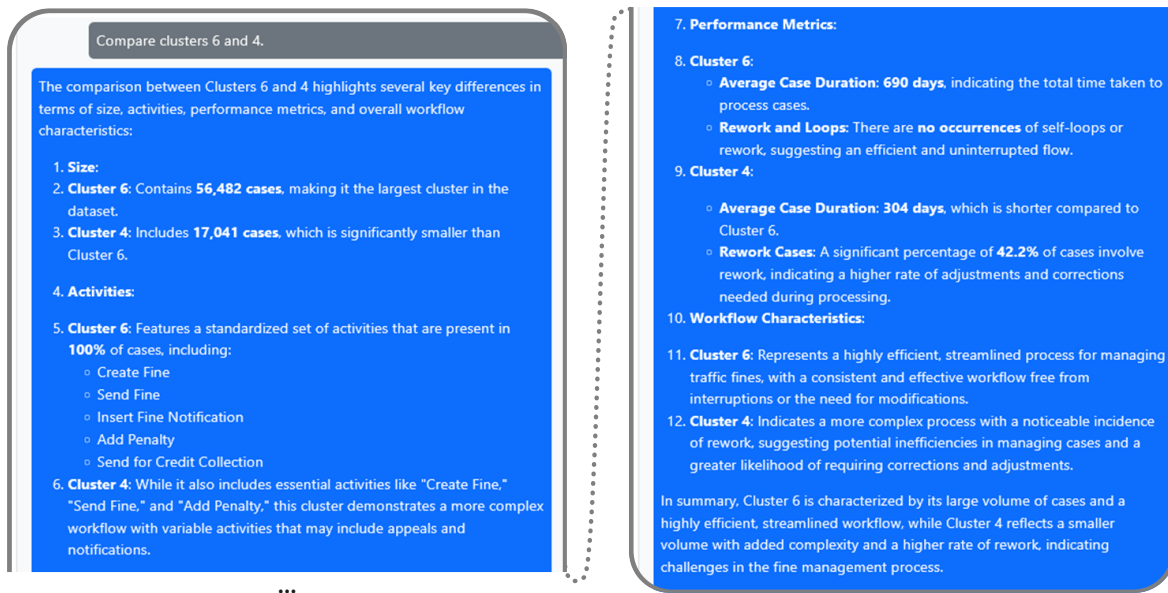 Compare clusters 6 and 4.
The comparison between Clusters 6 and 4 highlights several key differences in
terms of size, activities, performance metrics, and overall workflow
characteristics:
1. Size:
2. Cluster 6: Contains 56,482 cases, making it the largest cluster in the
dataset.
3. Cluster 4: Includes 17,041 cases, which is significantly smaller than
Cluster 6.
4. Activities:
5. Cluster 6: Features a standardized set of activities that are present in
100% of cases, including:
○ Create Fine
○ Send Fine
○ Insert Fine Notification
○ Add Penalty
○ Send for Credit Collection
6. Cluster 4: While it also includes essential activities like "Create Fine,"
"Send Fine," and "Add Penalty," this cluster demonstrates a more complex
workflow with variable activities that may include appeals and
notifications.
...
7. Performance Metrics:
8. Cluster 6:
○ Average Case Duration: 690 days, indicating the total time taken to
process cases.
○ Rework and Loops: There are no occurrences of self-loops or
rework, suggesting an efficient and uninterrupted flow.
9. Cluster 4:
○ Average Case Duration: 304 days, which is shorter compared to
Cluster 6.
○ Rework Cases: A significant percentage of 42.2% of cases involve
rework, indicating a higher rate of adjustments and corrections
needed during processing.
10. Workflow Characteristics:
11. Cluster 6: Represents a highly efficient, streamlined process for managing
traffic fines, with a consistent and effective workflow free from
interruptions or the need for modifications.
12. Cluster 4: Indicates a more complex process with a noticeable incidence
of rework, suggesting potential inefficiencies in managing cases and a
greater likelihood of requiring corrections and adjustments.
In summary, Cluster 6 is characterized by its large volume of cases and a
highly efficient, streamlined workflow, while Cluster 4 reflects a smaller
volume with added complexity and a higher rate of rework, indicating
challenges in the fine management process.